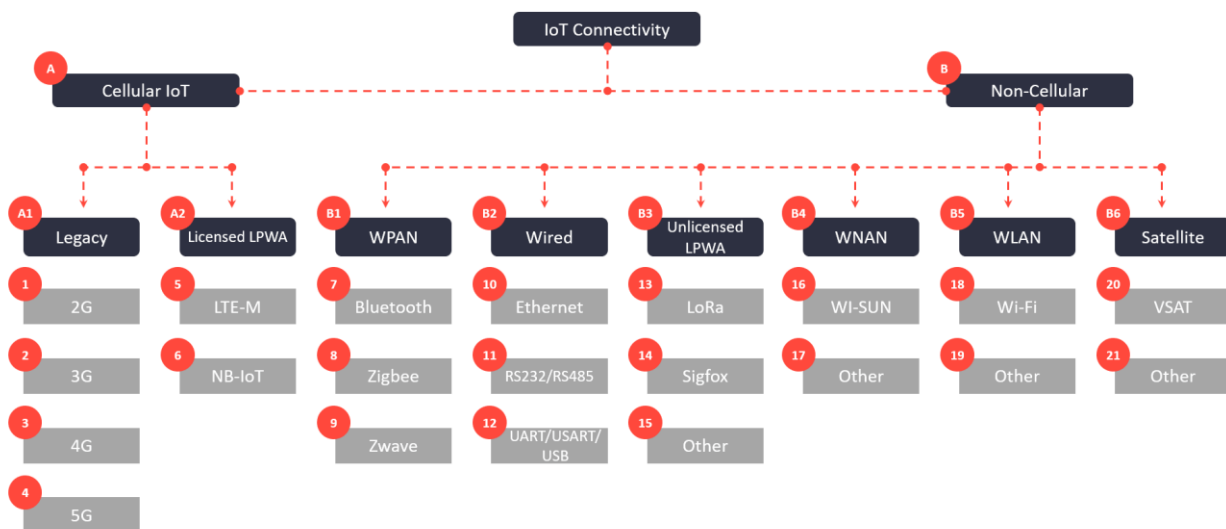 IoT Connectivity
A
Cellular IoT
B
Non-Cellular
A1
Legacy
A2
Licensed LPWA
B1
WPAN
B2
Wired
B3
Unlicensed
LPWA
B4
WNAN
B5
WLAN
B6
Satellite
1
2G
5
LTE-M
7
Bluetooth
10
Ethernet
13
LoRa
16
WI-SUN
18
Wi-Fi
20
VSAT
2
3G
6
NB-IoT
8
Zigbee
11
RS232/RS485
14
Sigfox
17
Other
19
Other
21
Other
3
4G
9
Zwave
12
UART/USART/
USB
15
Other
4
5G